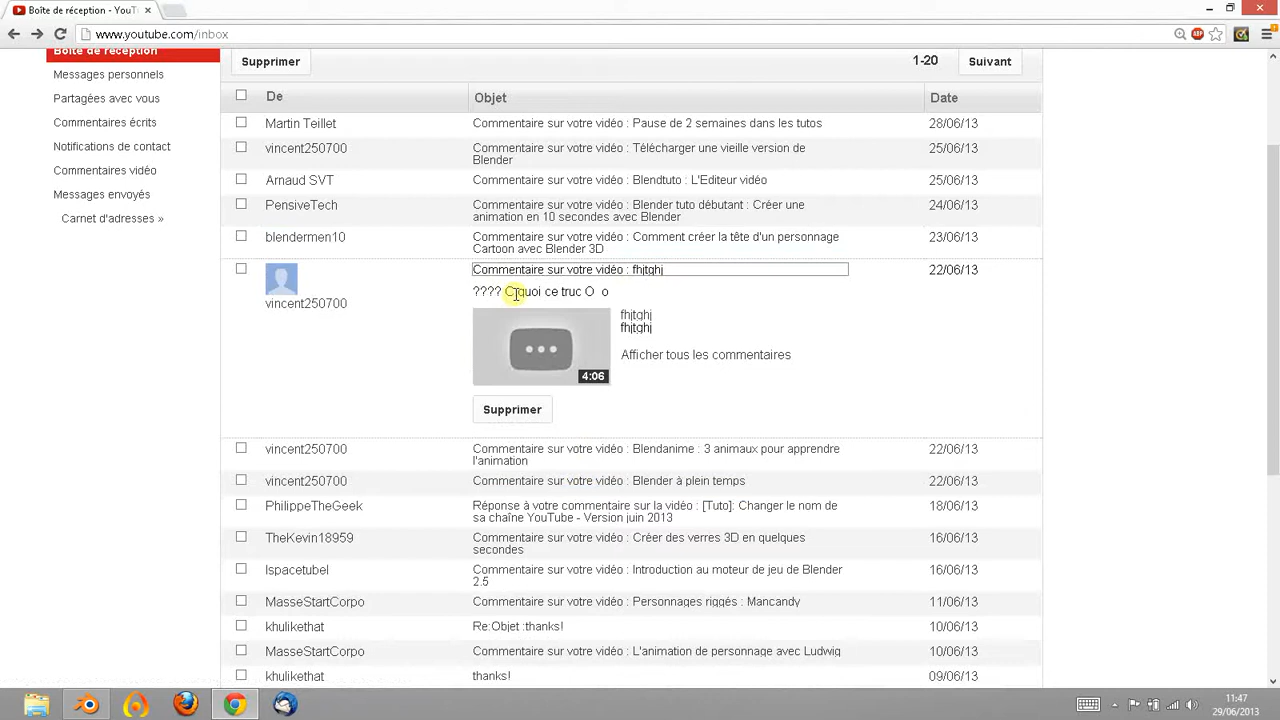 Boîte de réception - YouT
www.youtube.com/inbox
Boîte de réception
Messages personnels
Partagées avec vous
Commentaires écrits
Notifications de contact
Commentaires vidéo
Messages envoyés
Carnet d'adresses »
Supprimer
1-20
Suivant
De
Objet
Date
Martin Teillet
Commentaire sur votre vidéo : Pause de 2 semaines dans les tutos
28/06/13
vincent250700
Commentaire sur votre vidéo : Télécharger une vieille version de
Blender
25/06/13
Arnaud SVT
Commentaire sur votre vidéo : Blendtuto : L'Editeur vidéo
25/06/13
PensiveTech
Commentaire sur votre vidéo : Blender tuto débutant : Créer une
animation en 10 secondes avec Blender
24/06/13
blendermen10
Commentaire sur votre vidéo : Comment créer la tête d'un personnage
Cartoon avec Blender 3D
23/06/13
vincent250700
Commentaire sur votre vidéo : fhjtghj
22/06/13
???? C quoi ce truc O_o
4:06
fhjtghj
fhjtghj
Afficher tous les commentaires
Supprimer
vincent250700
Commentaire sur votre vidéo : Blendanime : 3 animaux pour apprendre
l'animation
22/06/13
vincent250700
Commentaire sur votre vidéo : Blender à plein temps
22/06/13
PhilippeTheGeek
Réponse à votre commentaire sur la vidéo : [Tuto]: Changer le nom de
sa chaîne YouTube - Version juin 2013
18/06/13
TheKevin18959
Commentaire sur votre vidéo : Créer des verres 3D en quelques
secondes
16/06/13
lspacetubel
Commentaire sur votre vidéo : Introduction au moteur de jeu de Blender
2.5
16/06/13
MasseStartCorpo
Commentaire sur votre vidéo : Personnages riggés : Mancandy
11/06/13
khulikethat
Re:Objet :thanks!
10/06/13
MasseStartCorpo
Commentaire sur votre vidéo : L'animation de personnage avec Ludwig
10/06/13
khulikethat
thanks!
09/06/13
11:47
29/06/2013